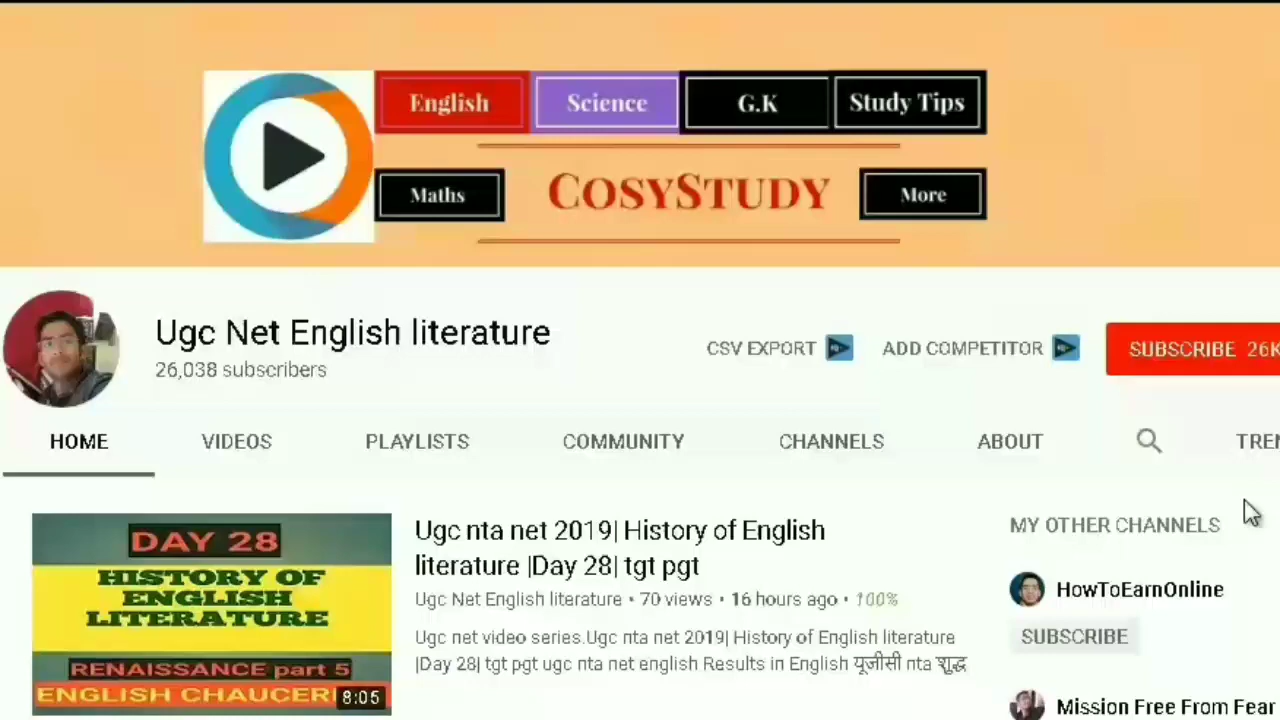 English Science G.K Study Tips
Maths COSYSTUDY More
Ugc Net English literature
26,038 subscribers
CSV EXPORT ADD COMPETITOR SUBSCRIBE 26K
HOME VIDEOS PLAYLISTS COMMUNITY CHANNELS ABOUT TREN
DAY 28
HISTORY OF
ENGLISH
LITERATURE
RENAISSANCE part 5
ENGLISH CHAUCER
8:05
Ugc nta net 2019| History of English
literature |Day 28| tgt pgt
Ugc Net English literature • 70 views • 16 hours ago • 100%
Ugc net video series.Ugc nta net 2019| History of English literature
|Day 28| tgt pgt ugc nta net english Results in English यूजीसी nta शुद्ध
MY OTHER CHANNELS
HowToEarnOnline
SUBSCRIBE
Mission Free From Fear